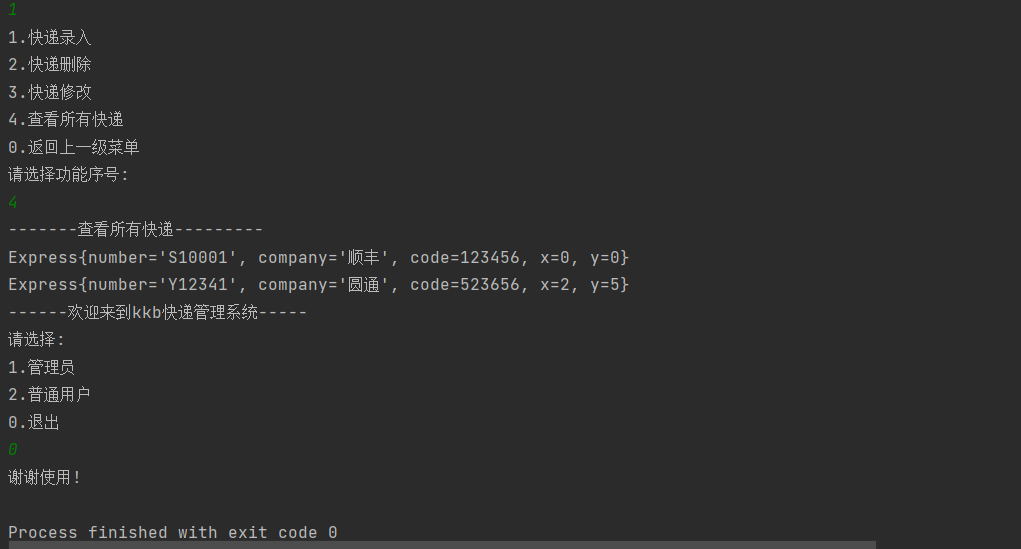 1
1.快递录入
2.快递删除
3.快递修改
4.查看所有快递
0.返回上一级菜单
请选择功能序号:
4
-------查看所有快递---------
Express{number='S10001', company='顺丰', code=123456, x=0, y=0}
Express{number='Y12341', company='圆通', code=523656, x=2, y=5}
------欢迎来到kkb快递管理系统-----
请选择:
1.管理员
2.普通用户
0.退出
0
谢谢使用!
Process finished with exit code 0